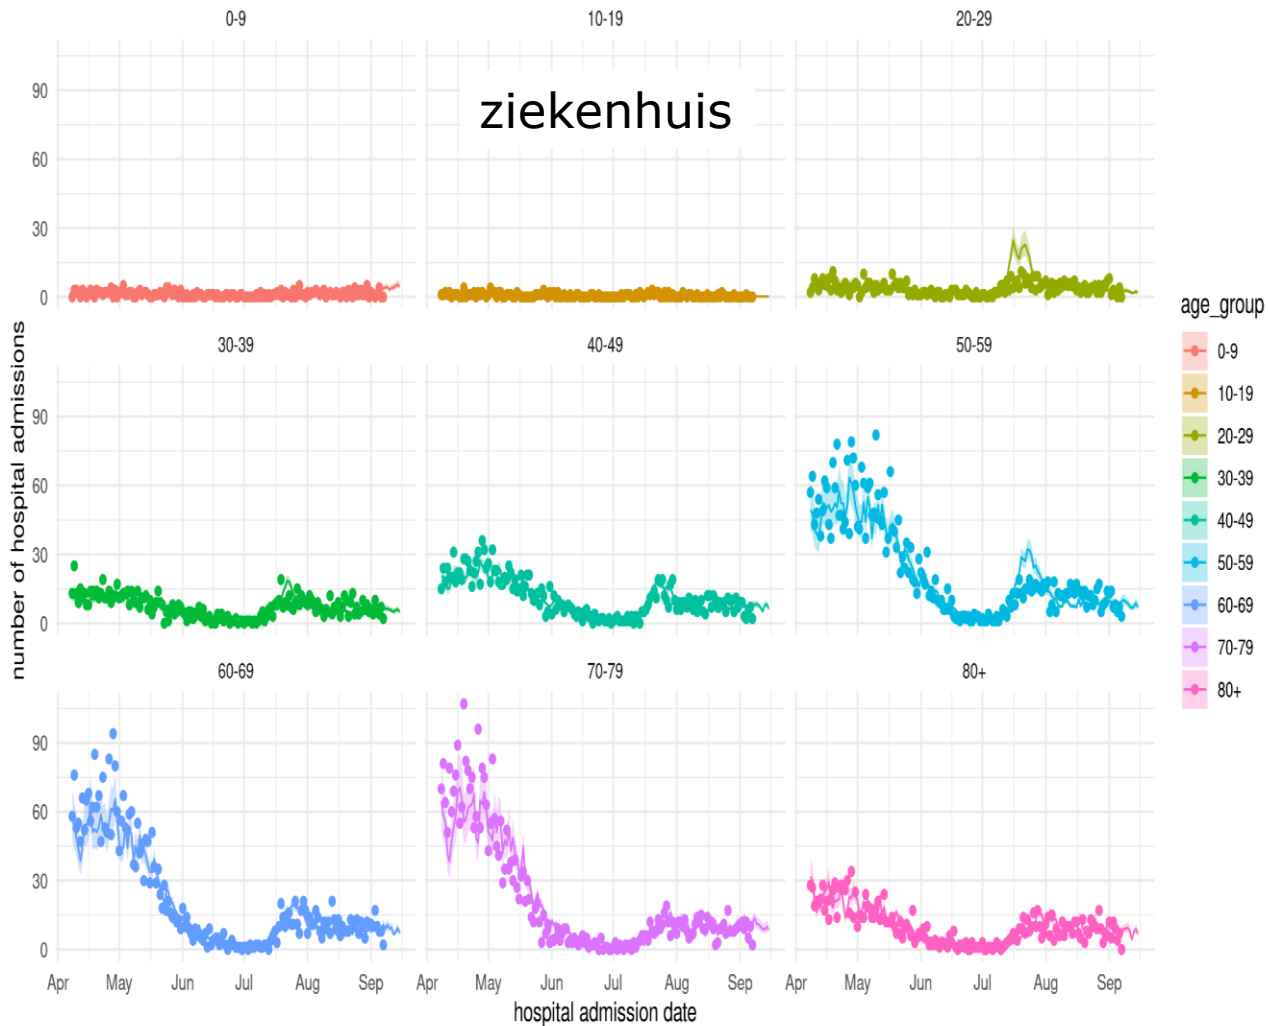 0-9 10-19 20-29
ziekenhuis
90
60
30
0
30-39 40-49 50-59
90
60
30
0
60-69 70-79 80+
90
60
30
0
Apr May Jun Jul Aug Sep Apr May Jun Jul Aug Sep Apr May Jun Jul Aug Sep
hospital admission date
number of hospital admissions
age_group
0-9
10-19
20-29
30-39
40-49
50-59
60-69
70-79
80+